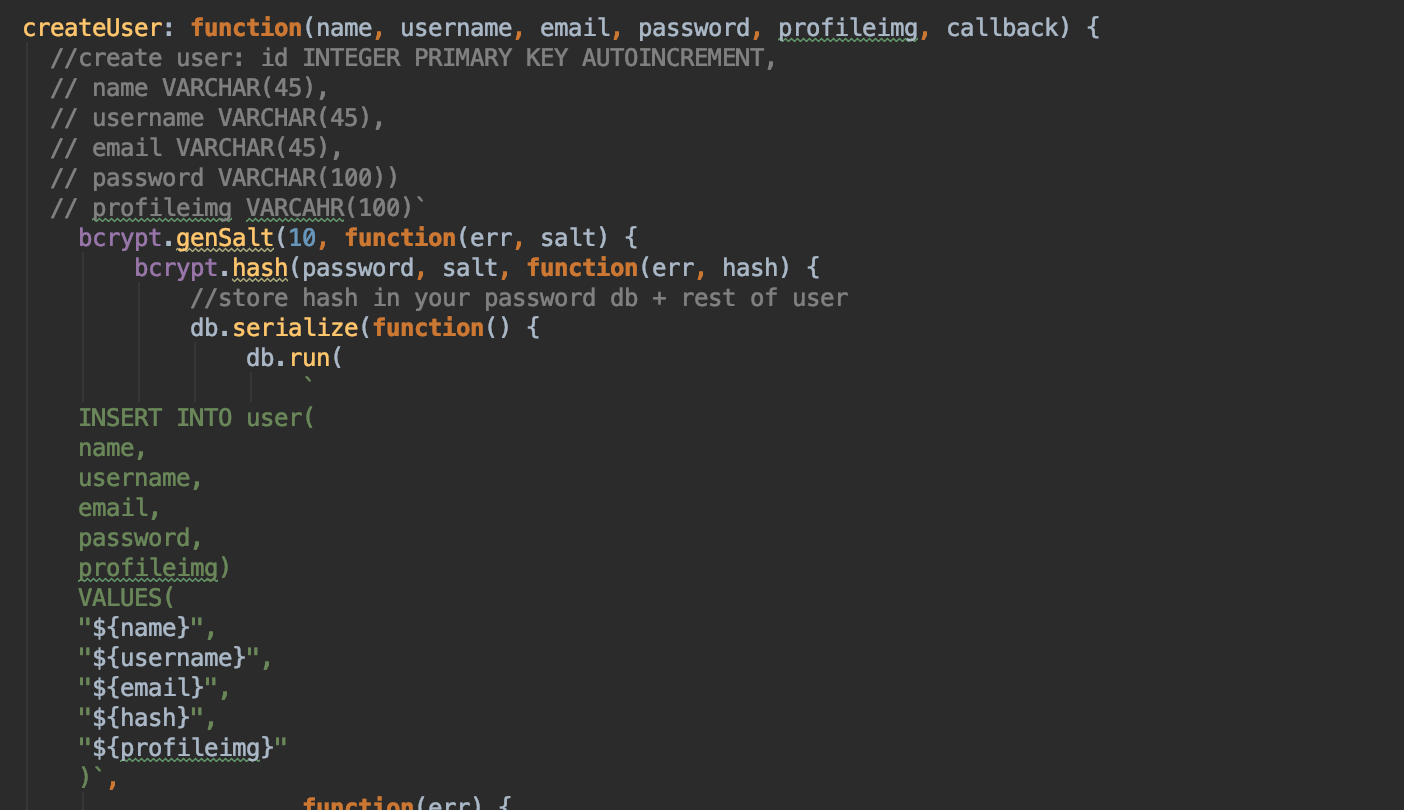 createUser: function(name, username, email, password, profileimg, callback) {
//create user: id INTEGER PRIMARY KEY AUTOINCREMENT,
// name VARCHAR(45),
// username VARCHAR(45),
// email VARCHAR(45),
// password VARCHAR(100))
// profileimg VARCAHR(100)`
bcrypt.genSalt(10, function(err, salt) {
bcrypt.hash(password, salt, function(err, hash) {
//store hash in your password db + rest of user
db.serialize(function() {
db.run(
`
INSERT INTO user(
name,
username,
email,
password,
profileimg)
VALUES(
"${name}",
"${username}",
"${email}",
"${hash}",
"${profileimg}"
)`,
function(err) {